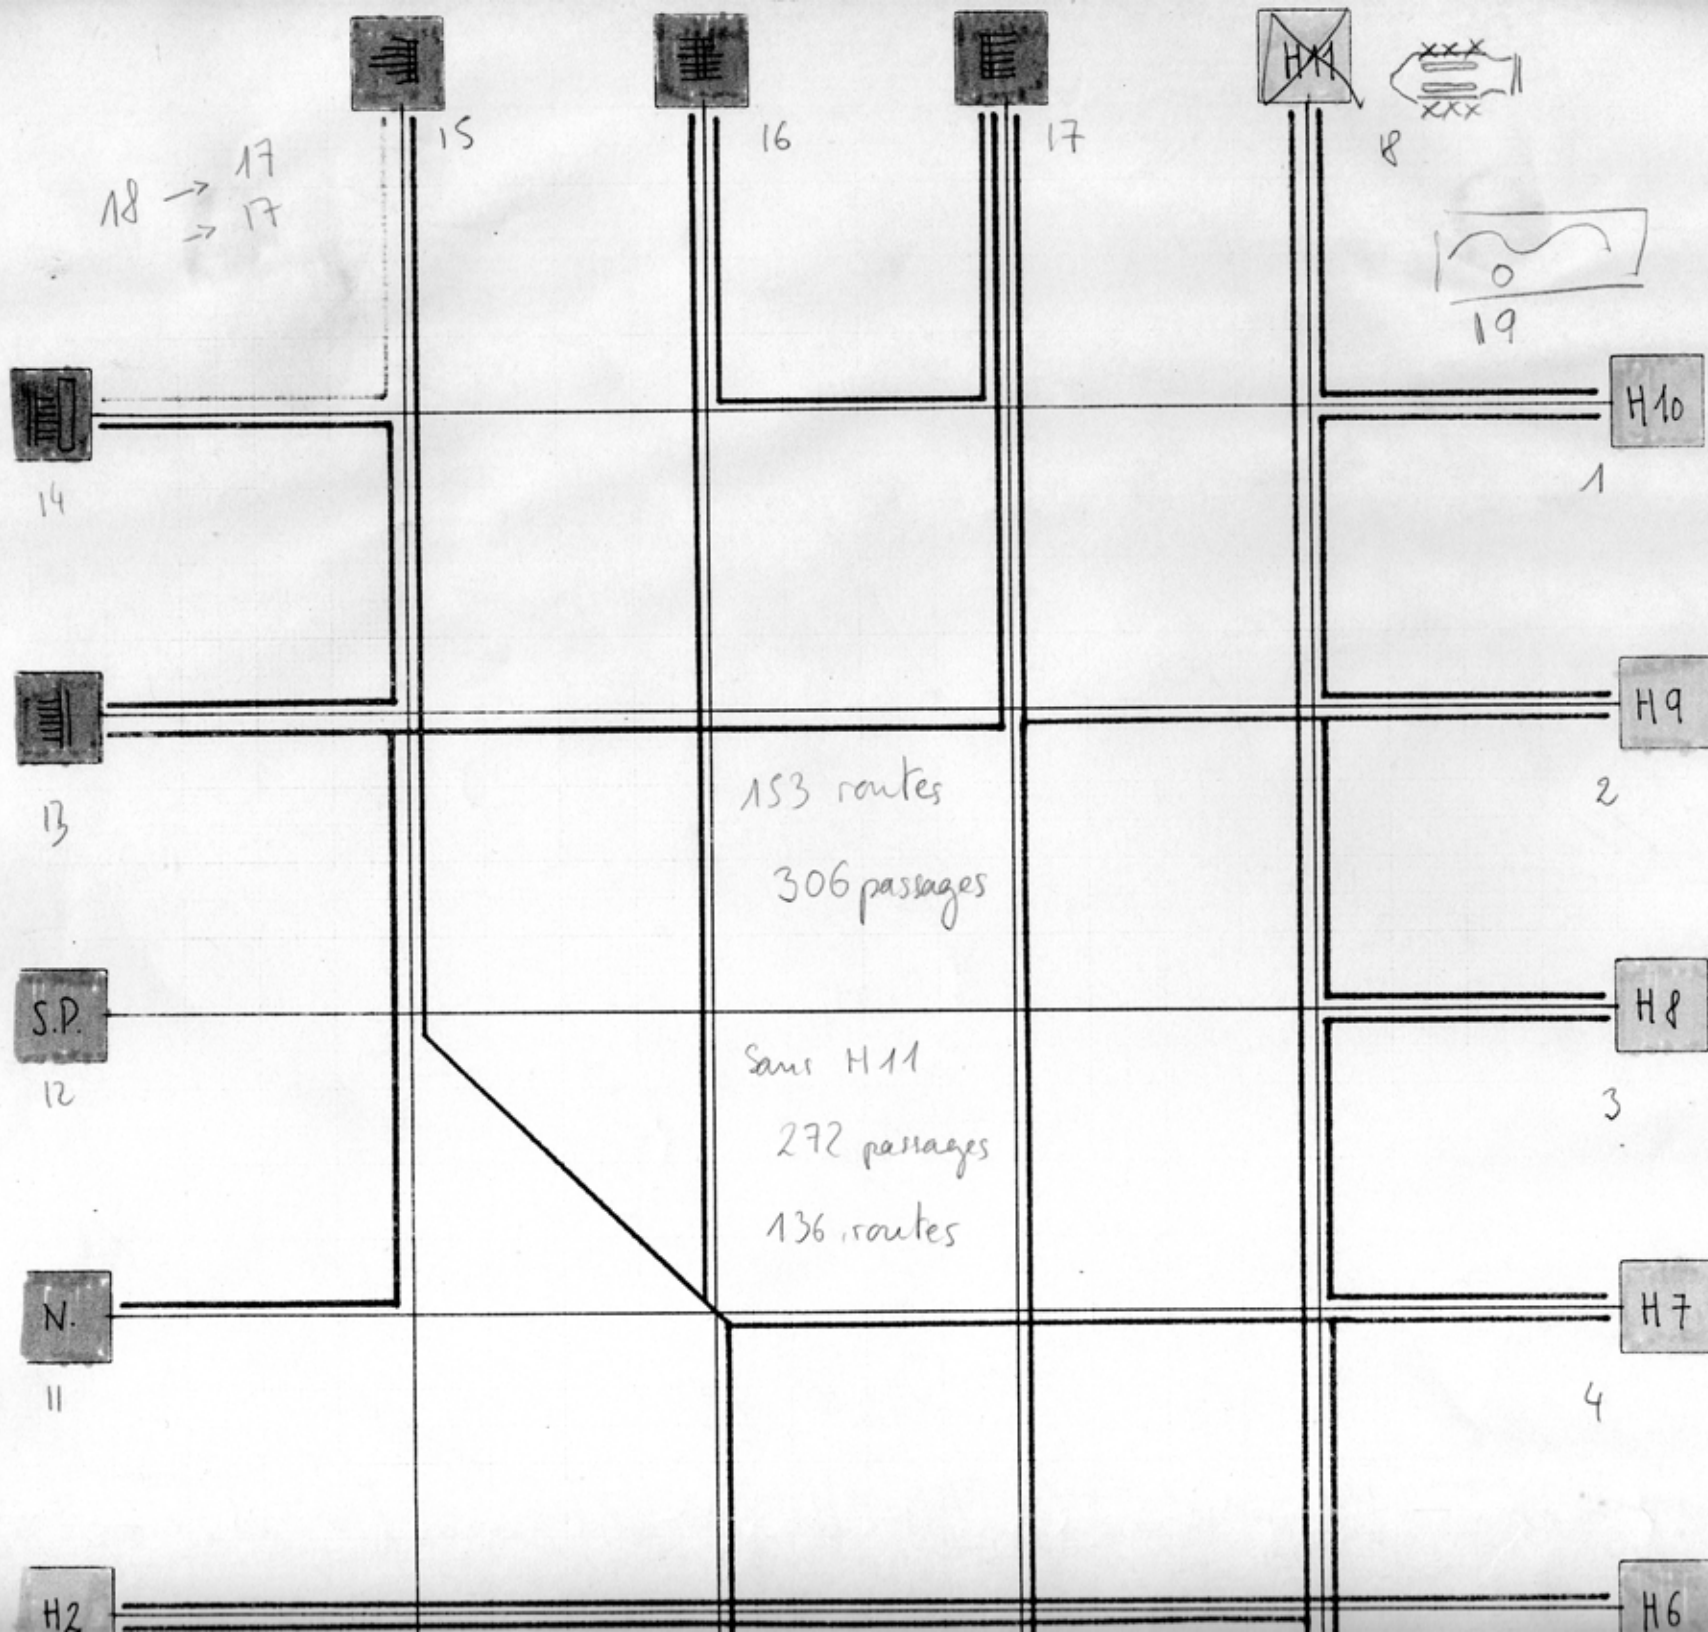 H11
15
16
17
8
17
18 →
→ 17
19
H10
14
1
H9
13
2
153 routes
306 passages
S.P.
H8
12
Sans H11
3
272 passages
136 routes
N.
H7
11
4
H2
H6